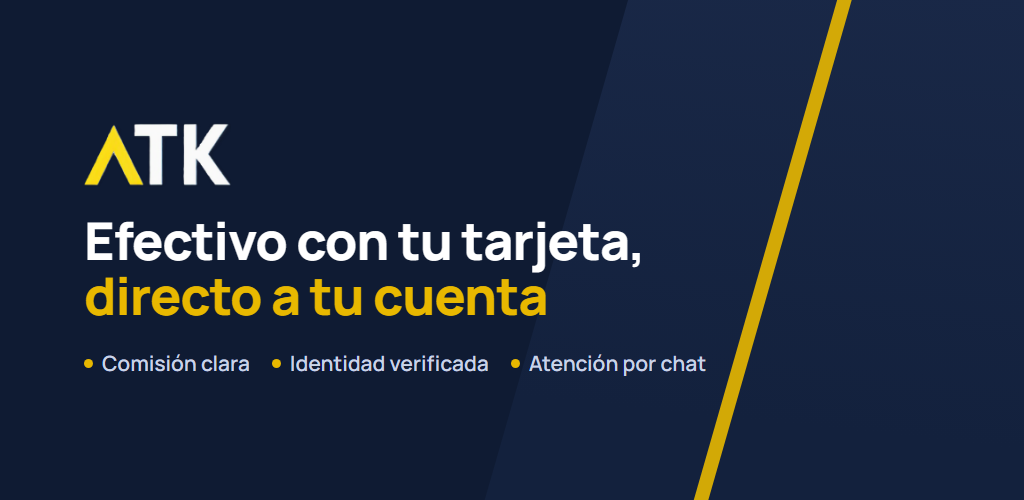 ATK
Efectivo con tu tarjeta,
directo a tu cuenta
Comisión clara Identidad verificada Atención por chat